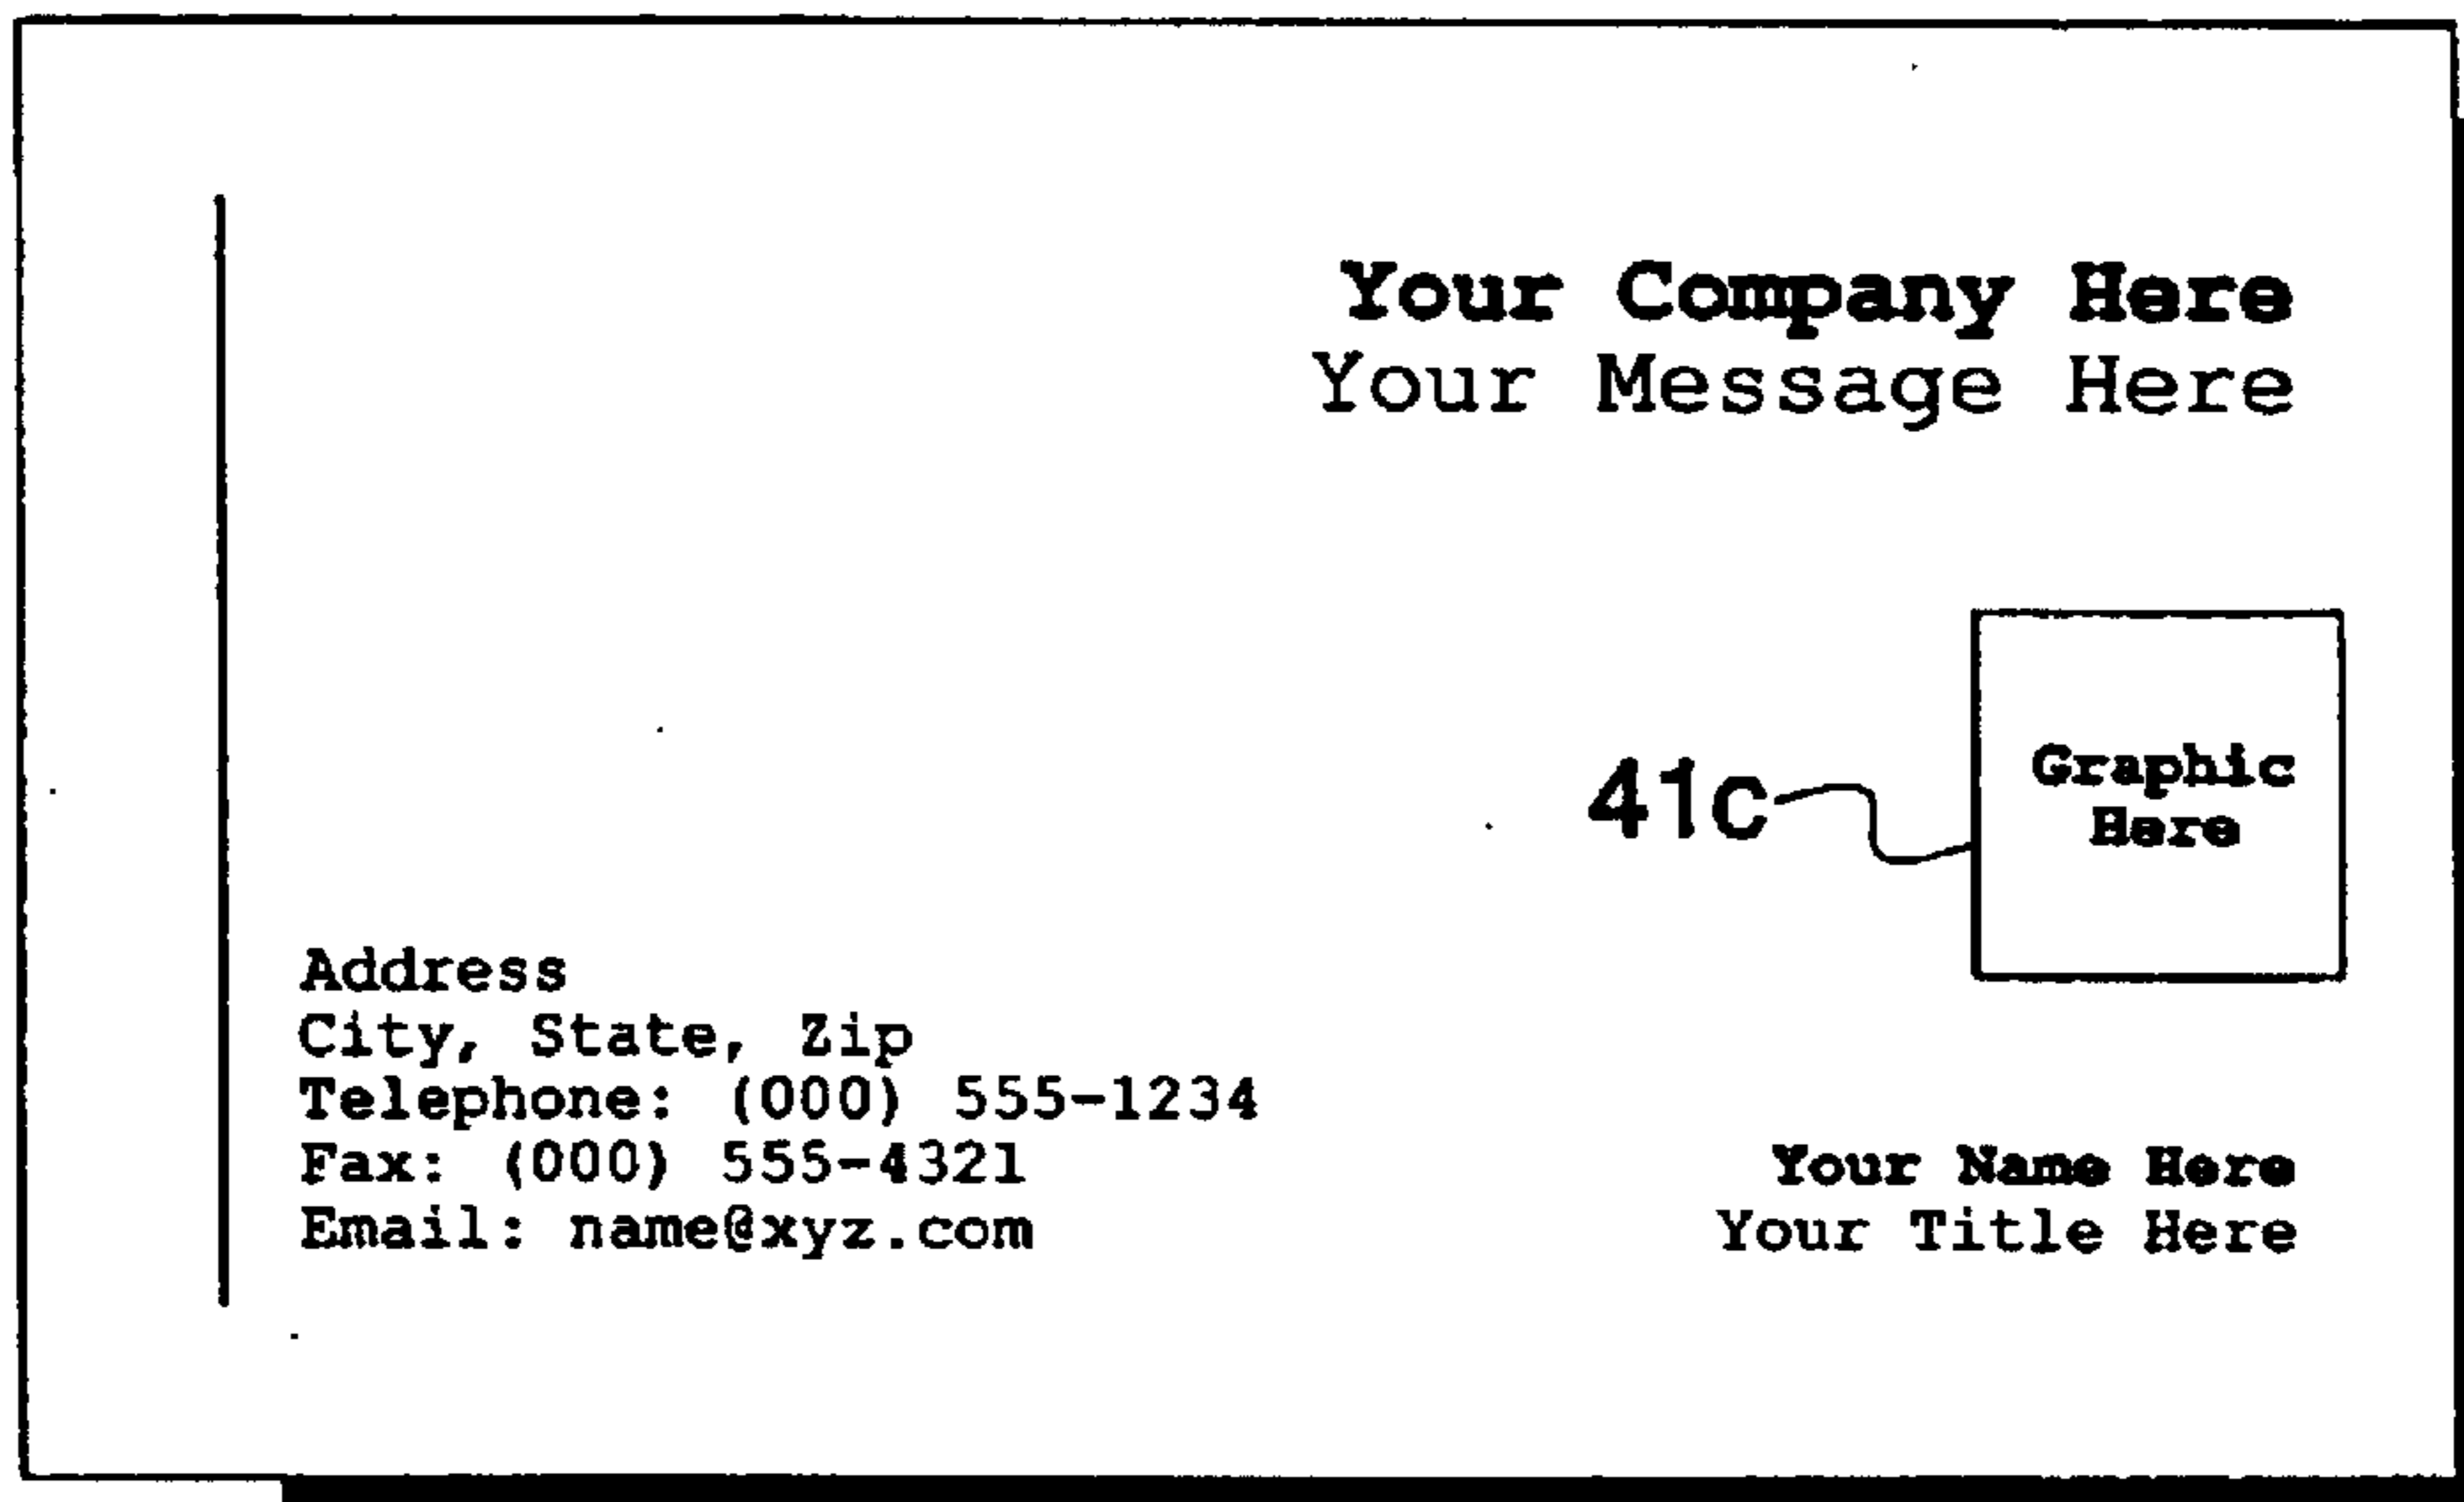 Your Company Here
Your Message Here
41c
Graphic
Here
Address
City, State, Zip
Telephone: (000) 555-1234
Fax: (000) 555-4321
Email: name@xyz.com
Your Name Here
Your Title Here